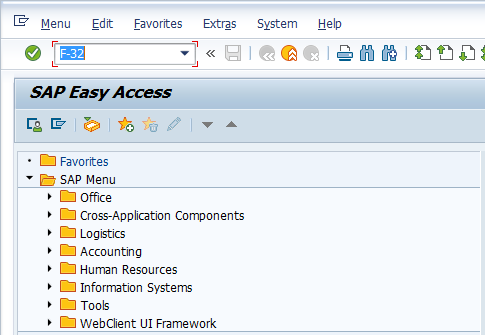 Menu Edit Favorites Extras System Help
F-32
SAP Easy Access
Favorites
SAP Menu
Office
Cross-Application Components
Logistics
Accounting
Human Resources
Information Systems
Tools
WebClient UI Framework